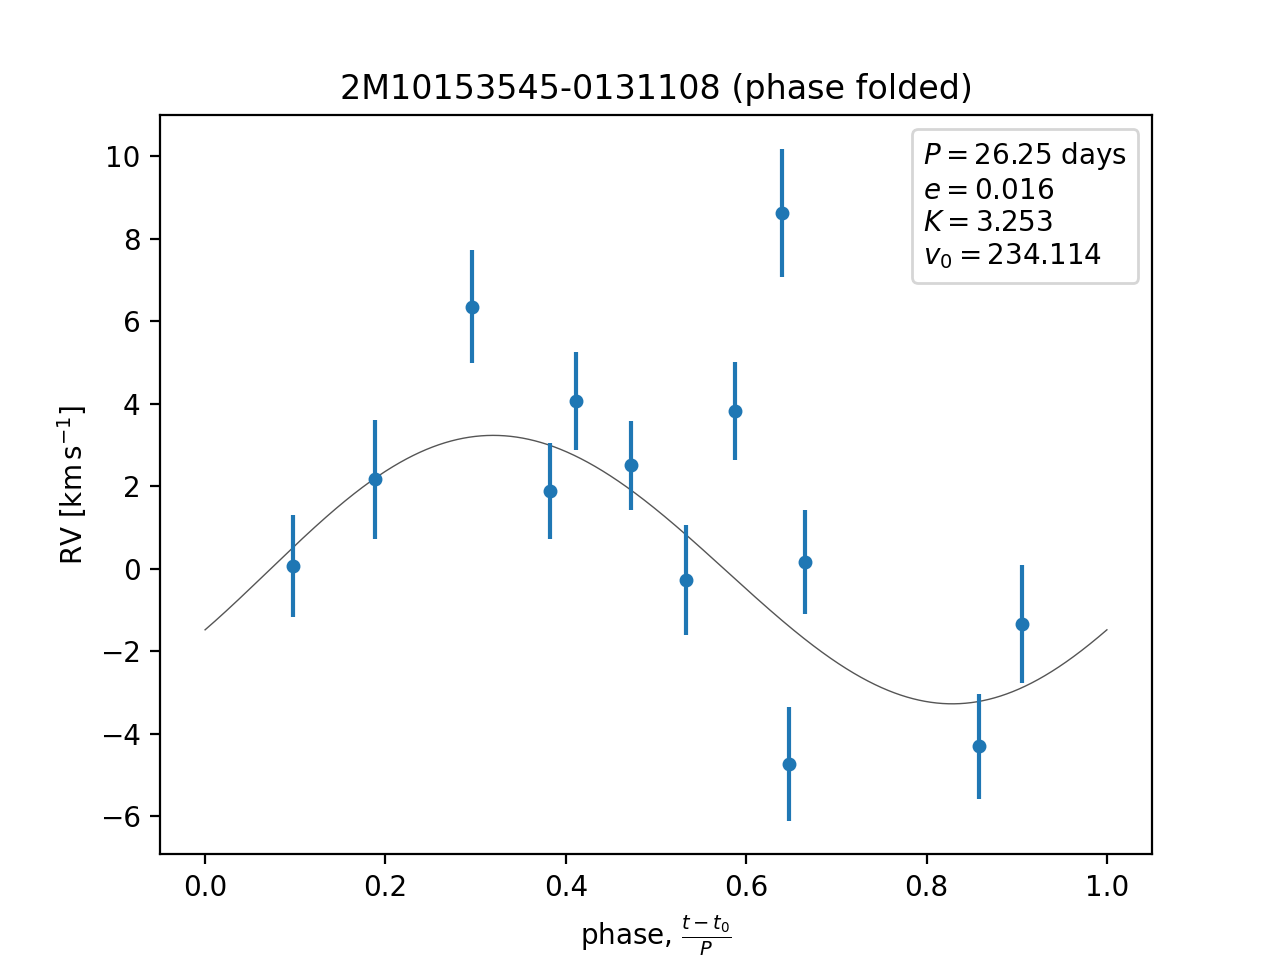 2M10153545-0131108 (phase folded)
P = 26.25 days
e = 0.016
K = 3.253
v₀ = 234.114
10
8
6
4
2
0
−2
−4
−6
RV [km s⁻¹]
0.0 0.2 0.4 0.6 0.8 1.0
phase, (t − t₀)/P